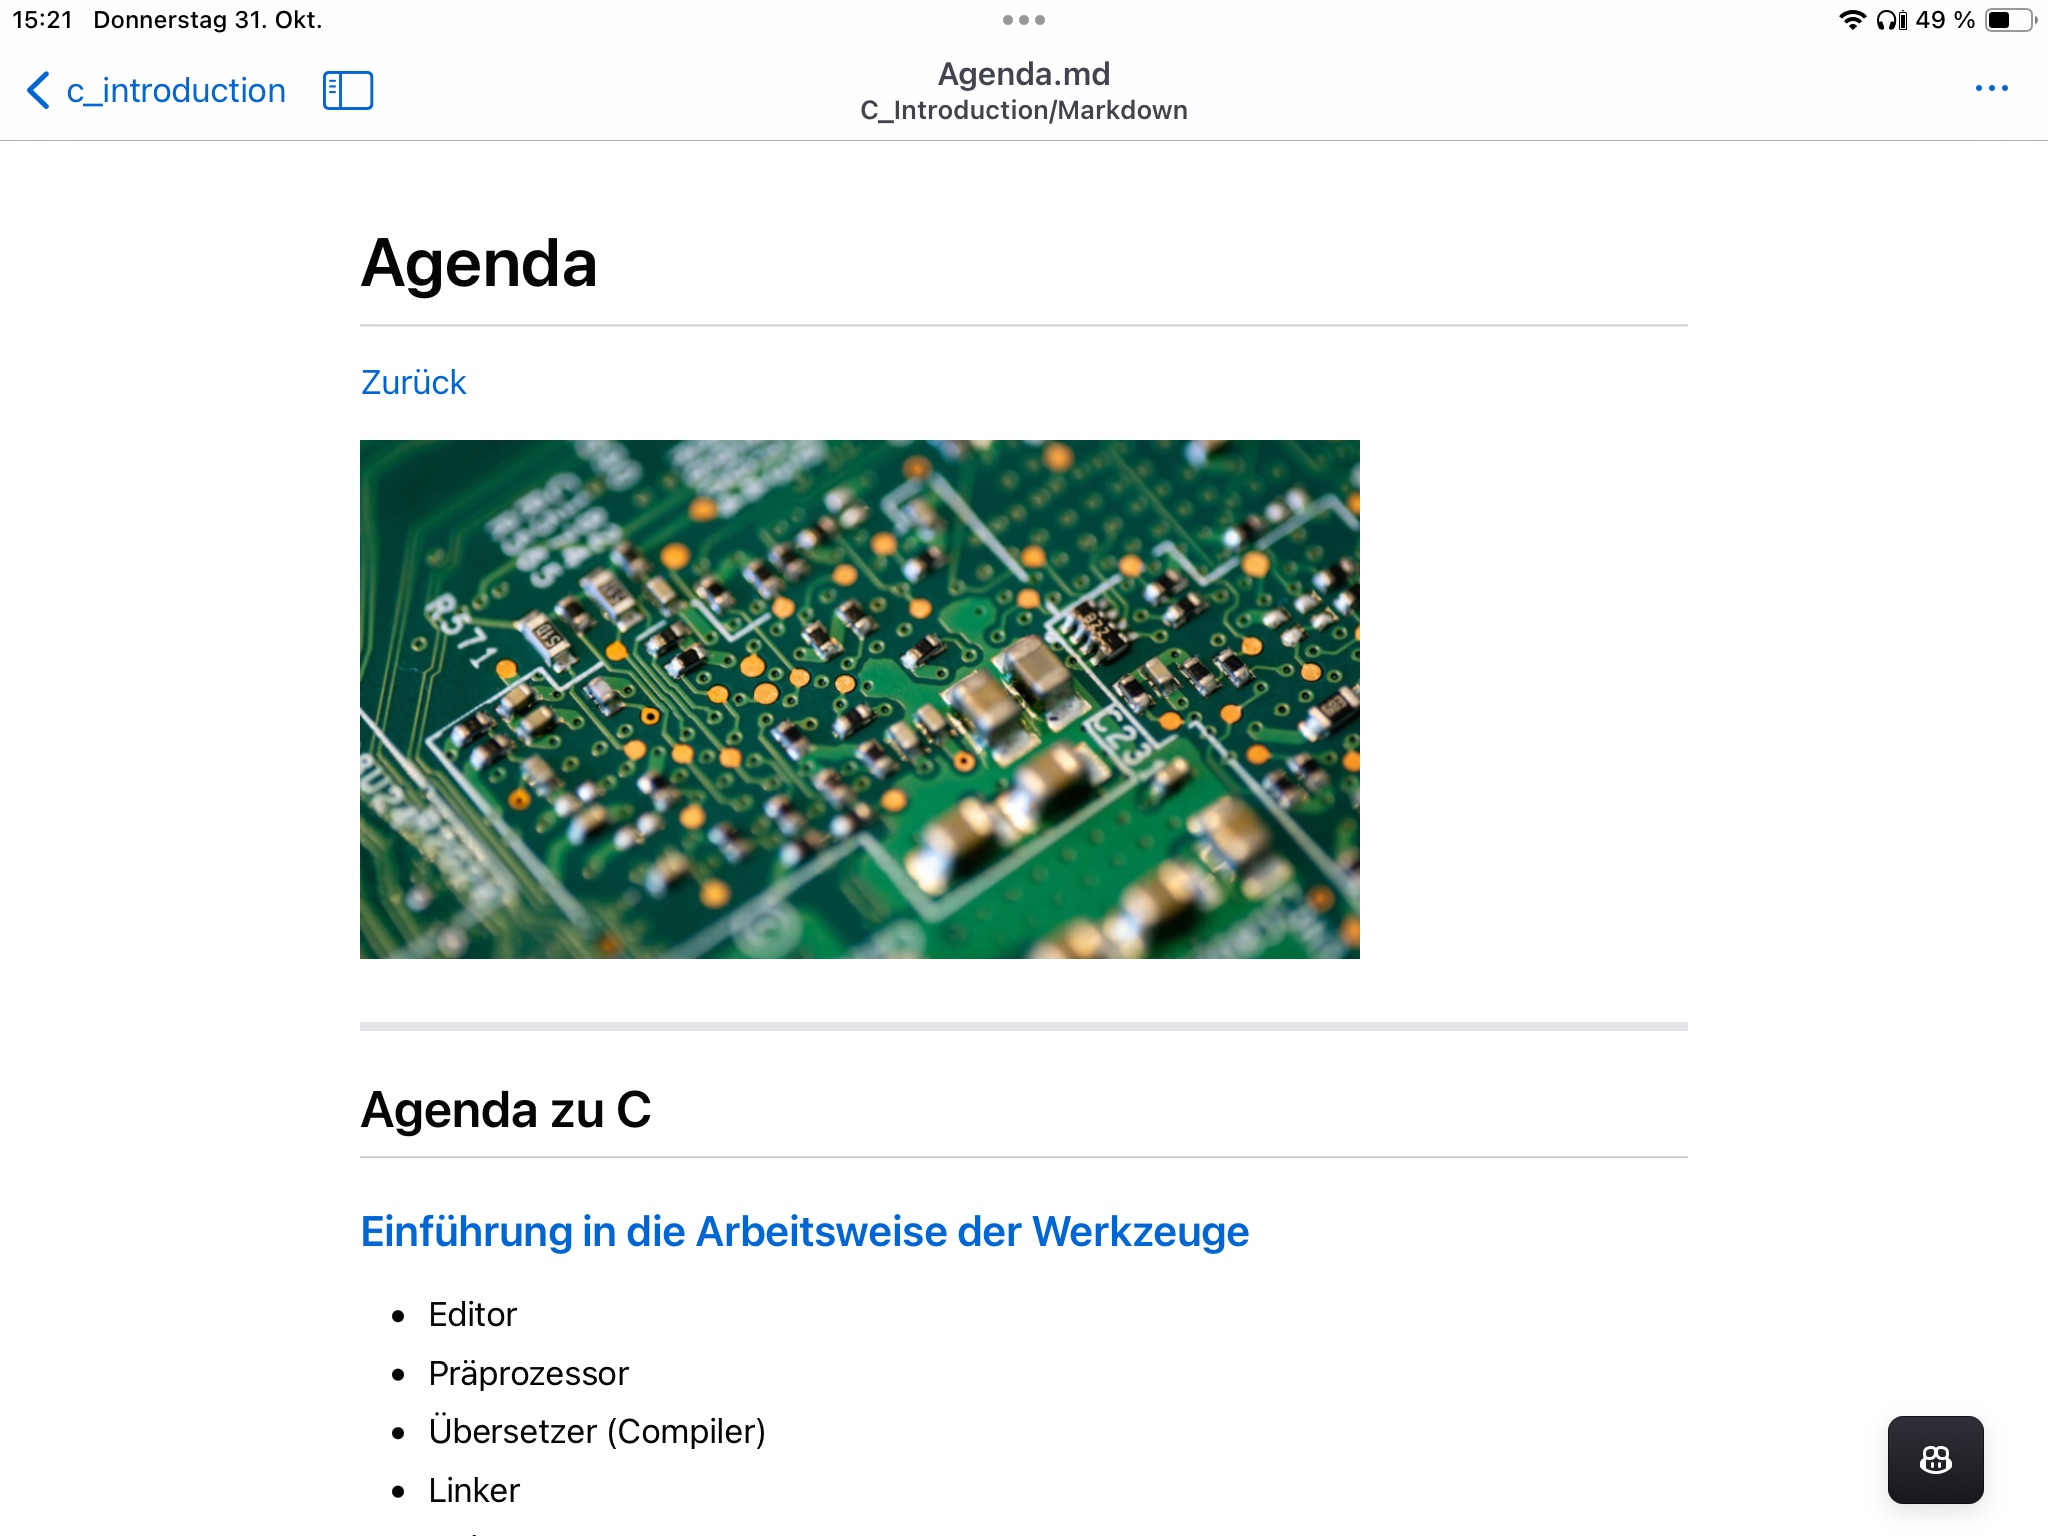 15:21 Donnerstag 31. Okt.
49 %
c_introduction
Agenda.md
C_Introduction/Markdown
Agenda
Zurück
R385
R571
C23
Agenda zu C
Einführung in die Arbeitsweise der Werkzeuge
• Editor
• Präprozessor
• Übersetzer (Compiler)
• Linker